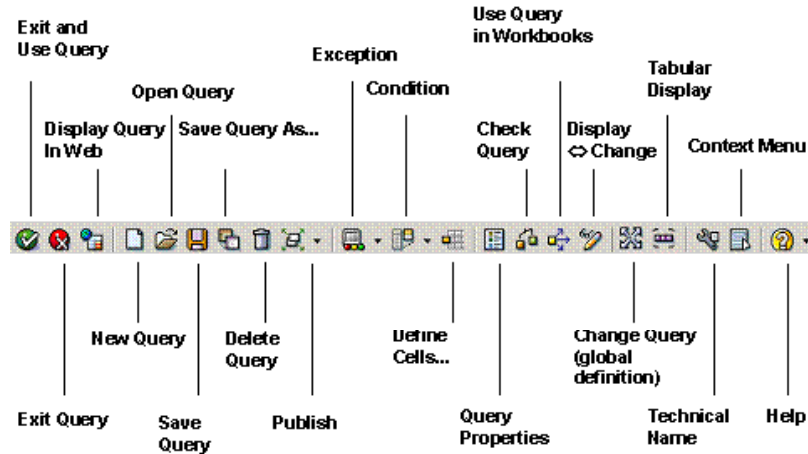 Use Query
in Workbooks
Exit and
Use Query
Exception
Tabular
Display
Open Query
Condition
Display Query
In Web
Save Query As...
Check
Query
Display
⇔ Change
Context Menu
New Query
Delete
Query
Define
Cells...
Change Query
(global
definition)
Exit Query
Save
Query
Publish
Query
Properties
Technical
Name
Help